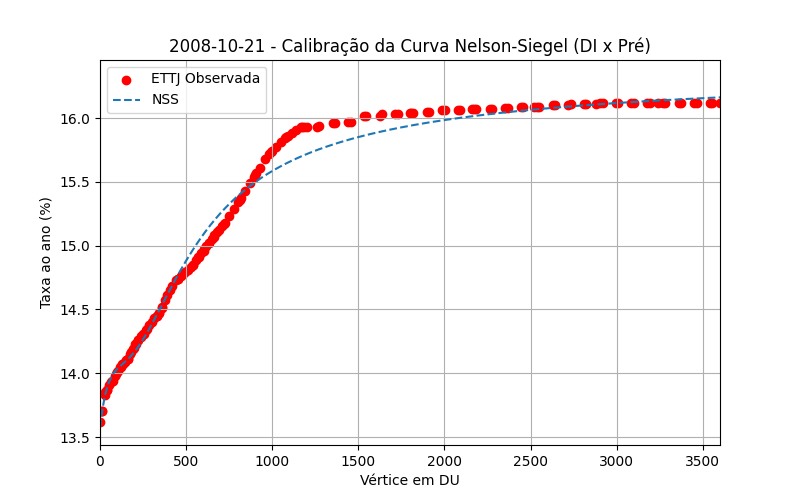 2008-10-21 - Calibração da Curva Nelson-Siegel (DI x Pré)
ETTJ Observada
NSS
16.0
15.5
15.0
14.5
14.0
13.5
Taxa ao ano (%)
0 500 1000 1500 2000 2500 3000 3500
Vértice em DU